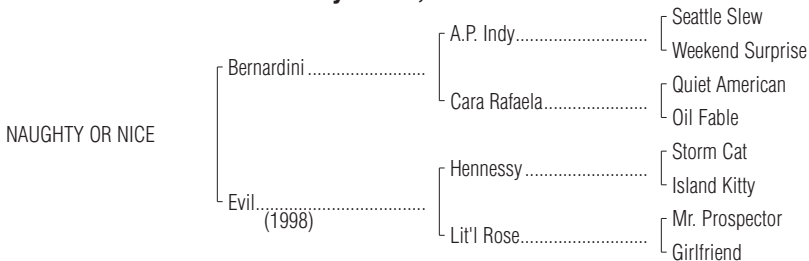 Seattle Slew
A.P. Indy
Weekend Surprise
Bernardini
Quiet American
Cara Rafaela
Oil Fable
NAUGHTY OR NICE
Storm Cat
Hennessy
Island Kitty
Evil
(1998)
Mr. Prospector
Lit'l Rose
Girlfriend